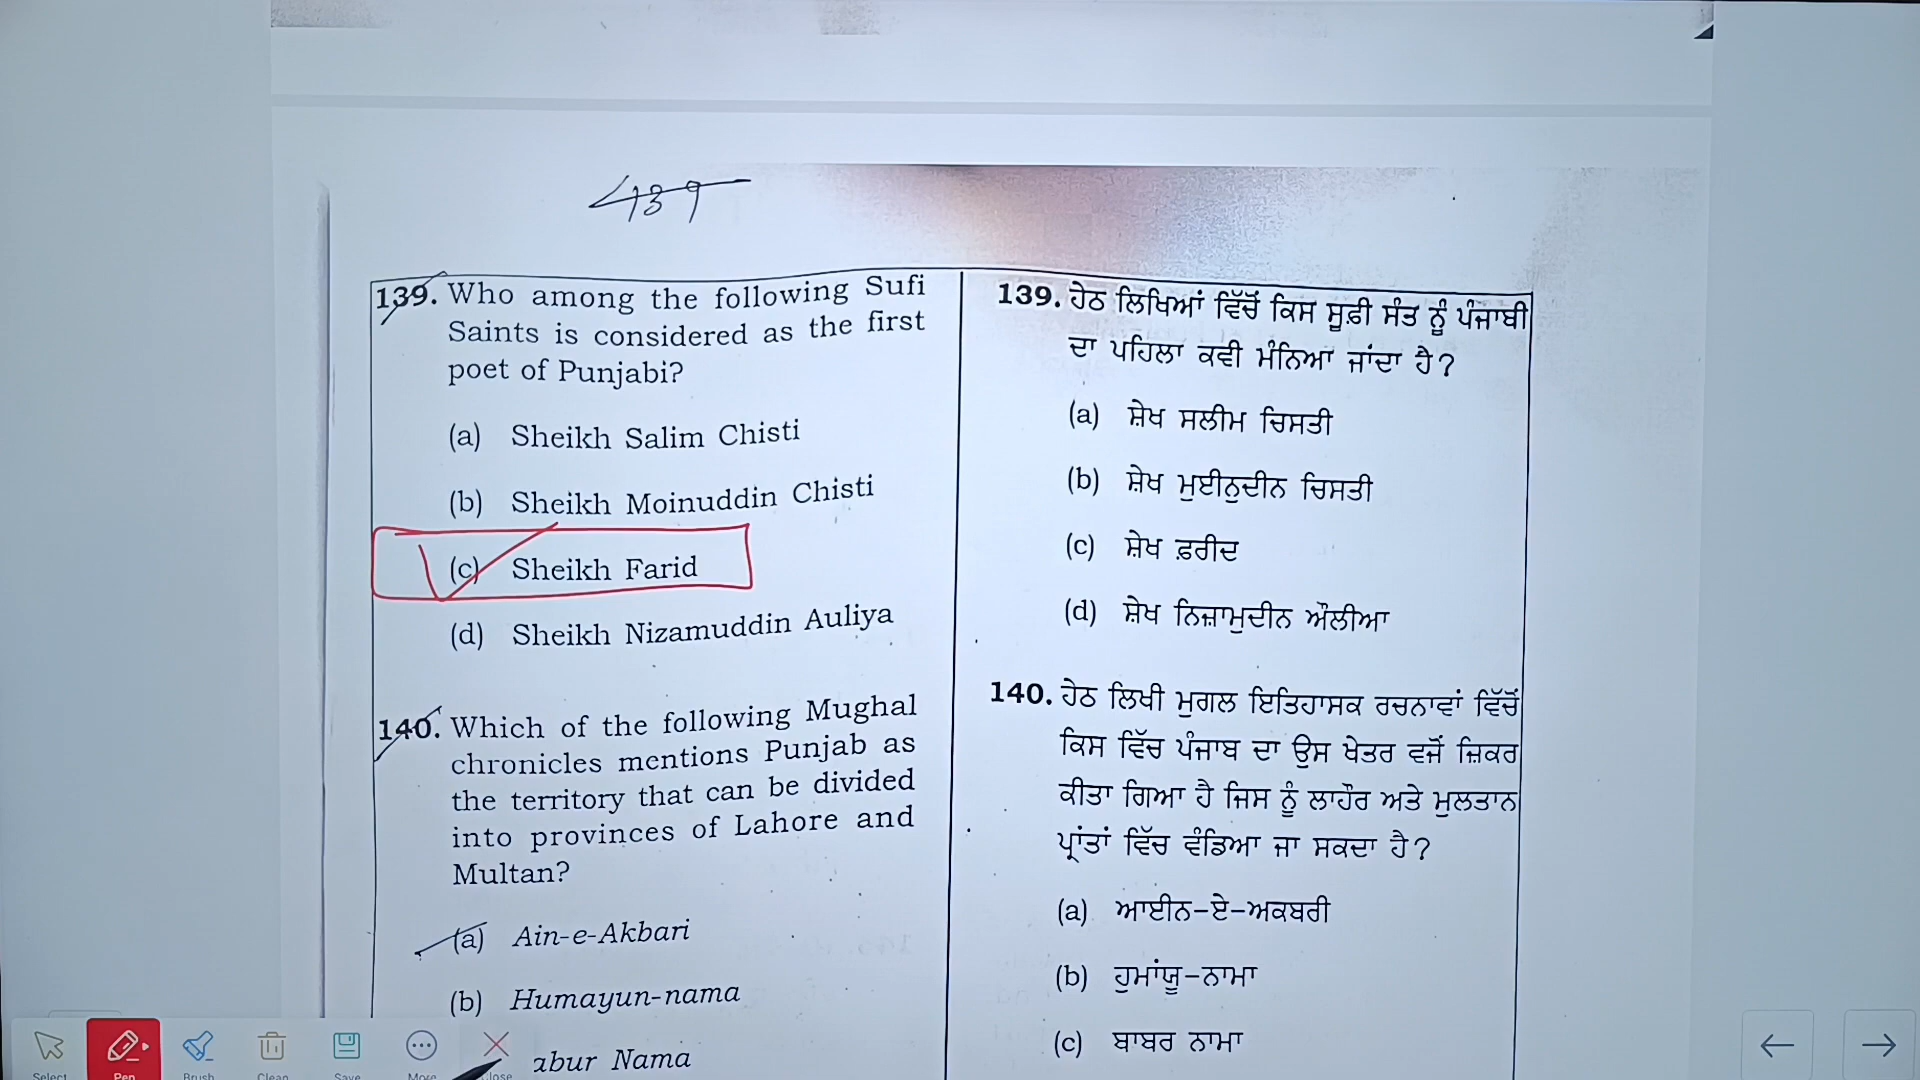 139
139. Who among the following Sufi
Saints is considered as the first
poet of Punjabi?
(a) Sheikh Salim Chisti
(b) Sheikh Moinuddin Chisti
(c) Sheikh Farid
(d) Sheikh Nizamuddin Auliya
140. Which of the following Mughal
chronicles mentions Punjab as
the territory that can be divided
into provinces of Lahore and
Multan?
(a) Ain-e-Akbari
(b) Humayun-nama
Nama
139. ਹੇਠ ਲਿਖਿਆਂ ਵਿੱਚੋਂ ਕਿਸ ਸੂਫ਼ੀ ਸੰਤ ਨੂੰ ਪੰਜਾਬੀ
ਦਾ ਪਹਿਲਾ ਕਵੀ ਮੰਨਿਆ ਜਾਂਦਾ ਹੈ?
(a) ਸ਼ੇਖ ਸਲੀਮ ਚਿਸਤੀ
(b) ਸ਼ੇਖ ਮੁਈਨੁਦੀਨ ਚਿਸਤੀ
(c) ਸ਼ੇਖ ਫ਼ਰੀਦ
(d) ਸ਼ੇਖ ਨਿਜ਼ਾਮੁਦੀਨ ਔਲੀਆ
140. ਹੇਠ ਲਿਖੀ ਮੁਗਲ ਇਤਿਹਾਸਕ ਰਚਨਾਵਾਂ ਵਿੱਚੋਂ
ਕਿਸ ਵਿੱਚ ਪੰਜਾਬ ਦਾ ਉਸ ਖੇਤਰ ਵਜੋਂ ਜ਼ਿਕਰ
ਕੀਤਾ ਗਿਆ ਹੈ ਜਿਸ ਨੂੰ ਲਾਹੌਰ ਅਤੇ ਮੁਲਤਾਨ
ਪ੍ਰਾਂਤਾਂ ਵਿੱਚ ਵੰਡਿਆ ਜਾ ਸਕਦਾ ਹੈ?
(a) ਆਈਨ-ਏ-ਅਕਬਰੀ
(b) ਹੁਮਾਂਯੂ-ਨਾਮਾ
(c) ਬਾਬਰ ਨਾਮਾ
Select Pen Brush Clean Save More Close